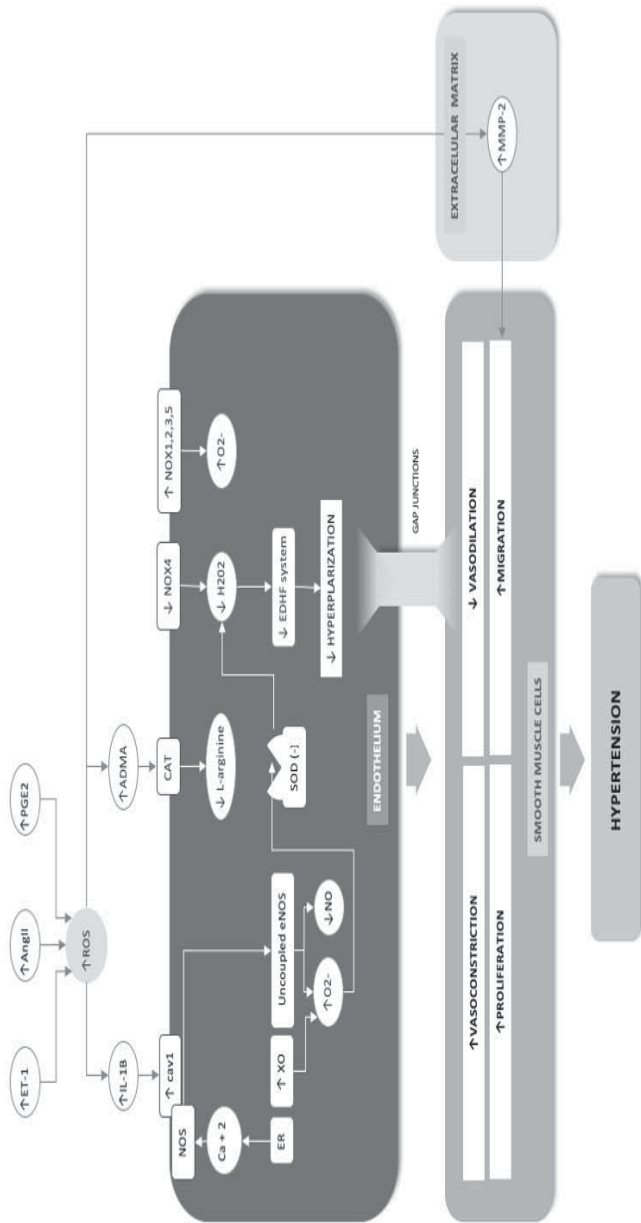 ↑ET-1
↑AngII
↑PGE2
↑ROS
↑IL-1B
↑ADMA
↑ cav1
NOS
Ca + 2
ER
↑ XO
Uncoupled eNOS
↑O2-
↓NO
CAT
↓ L-arginine
SOD (-)
↓ NOX4
↓ H202
↓ EDHF system
↓ HYPERPLARIZATION
↑ NOX1,2,3,5
↑O2-
ENDOTHELIUM
GAP JUNCTIONS
EXTRACELULAR MATRIX
↑MMP-2
↑VASOCONSTRICTION
↓ VASODILATION
↑PROLIFERATION
↑MIGRATION
SMOOTH MUSCLE CELLS
HYPERTENSION